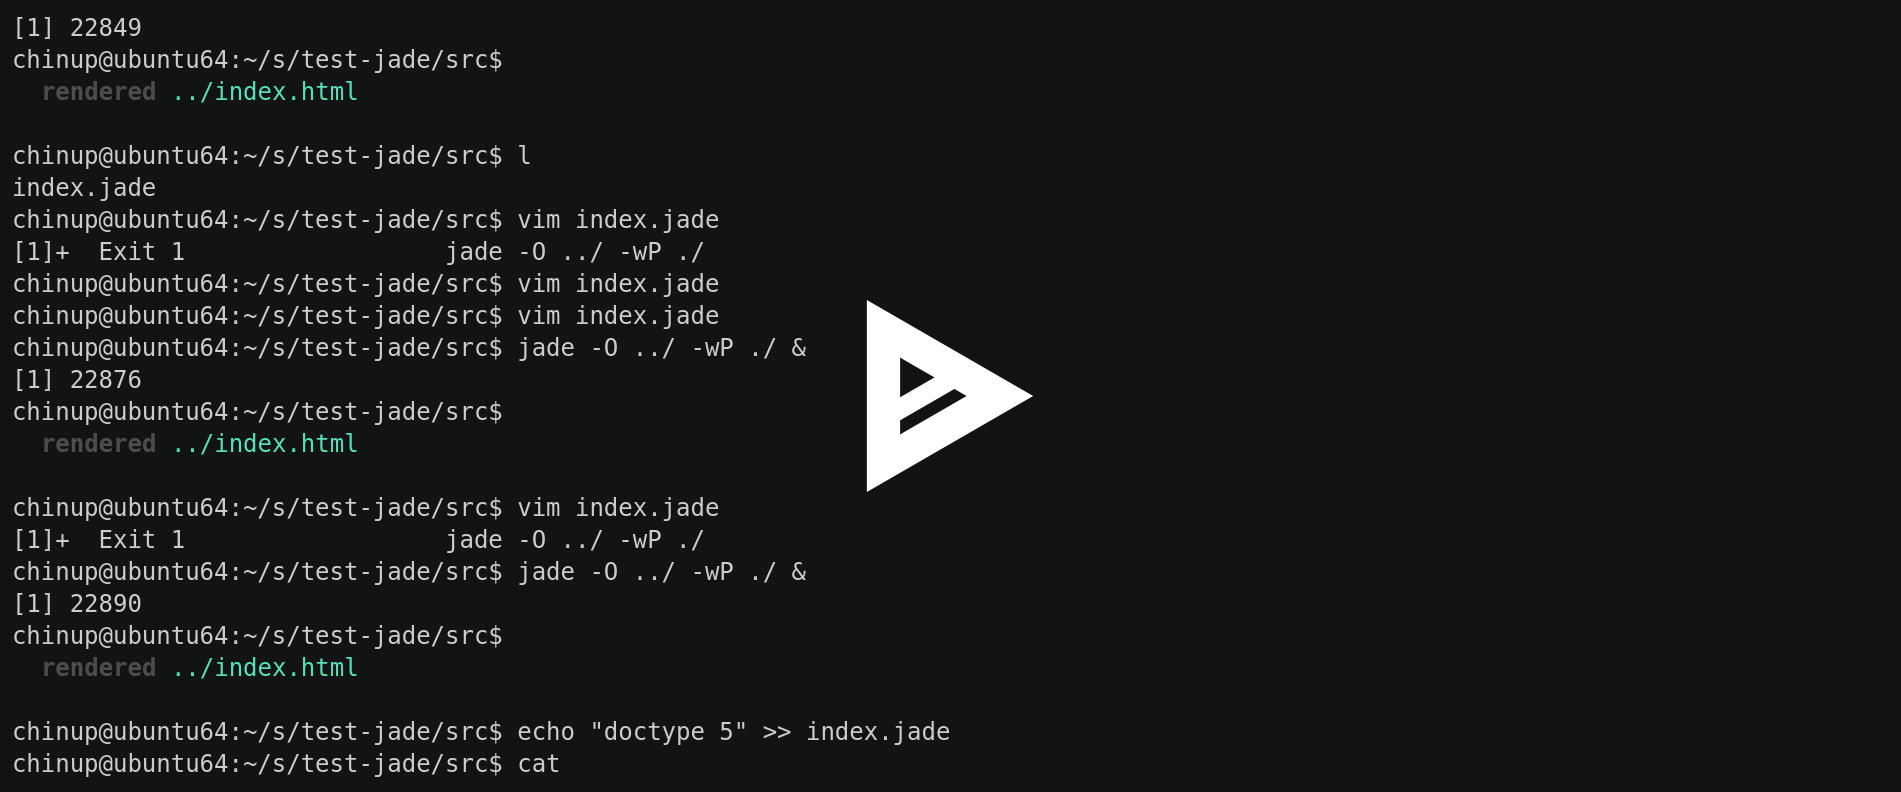 [1] 22849
chinup@ubuntu64:~/s/test-jade/src$
  rendered ../index.html
chinup@ubuntu64:~/s/test-jade/src$ l
index.jade
chinup@ubuntu64:~/s/test-jade/src$ vim index.jade
[1]+  Exit 1                  jade -O ../ -wP ./
chinup@ubuntu64:~/s/test-jade/src$ vim index.jade
chinup@ubuntu64:~/s/test-jade/src$ vim index.jade
chinup@ubuntu64:~/s/test-jade/src$ jade -O ../ -wP ./ &
[1] 22876
chinup@ubuntu64:~/s/test-jade/src$
  rendered ../index.html
chinup@ubuntu64:~/s/test-jade/src$ vim index.jade
[1]+  Exit 1                  jade -O ../ -wP ./
chinup@ubuntu64:~/s/test-jade/src$ jade -O ../ -wP ./ &
[1] 22890
chinup@ubuntu64:~/s/test-jade/src$
  rendered ../index.html
chinup@ubuntu64:~/s/test-jade/src$ echo "doctype 5" >> index.jade
chinup@ubuntu64:~/s/test-jade/src$ cat